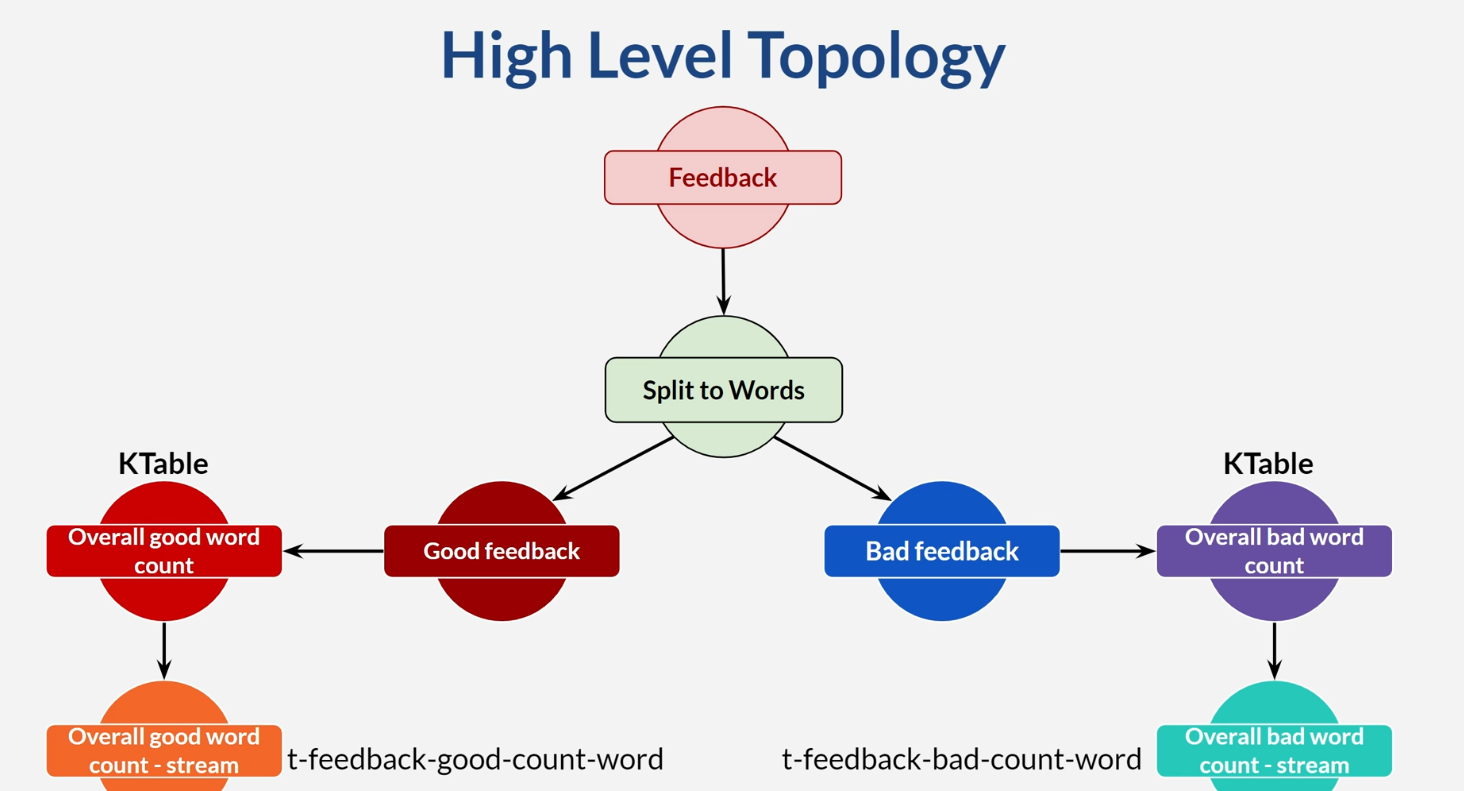 High Level Topology
Feedback
Split to Words
KTable
KTable
Overall good word
count
Good feedback
Bad feedback
Overall bad word
count
Overall good word
count - stream
t-feedback-good-count-word
t-feedback-bad-count-word
Overall bad word
count - stream